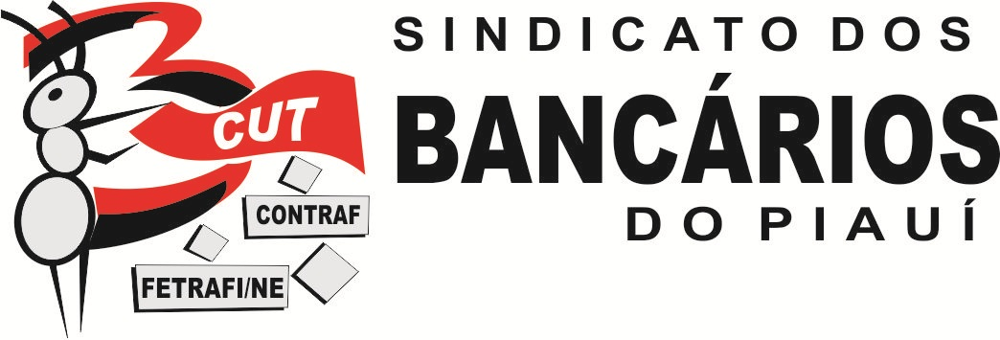 SINDICATO DOS
BANCÁRIOS
DO PIAUÍ
CUT
CONTRAF
FETRAFI/NE